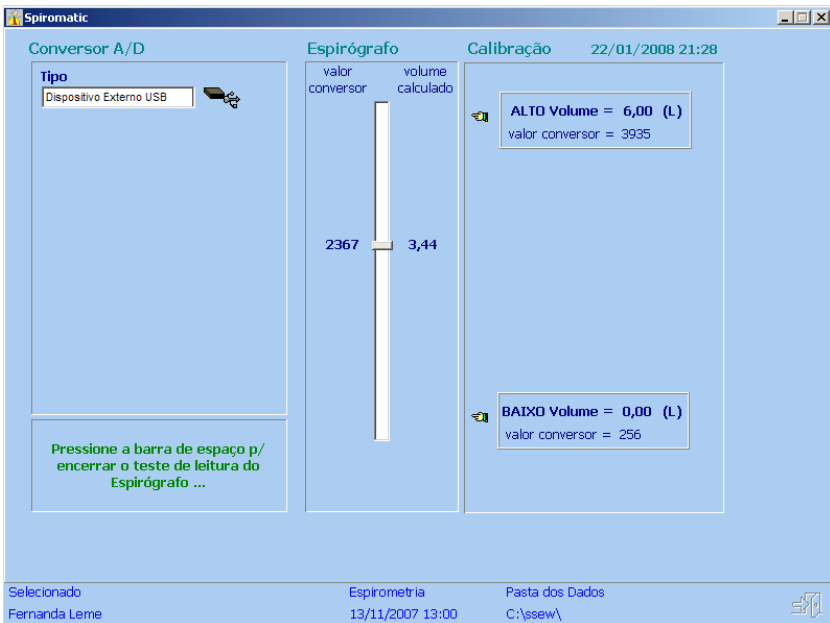 Spiromatic
Conversor A/D
Tipo
Dispositivo Externo USB
Pressione a barra de espaço p/
encerrar o teste de leitura do
Espirógrafo ...
Espirógrafo
valor conversor
volume calculado
2367
3,44
Calibração 22/01/2008 21:28
ALTO Volume = 6,00 (L)
valor conversor = 3935
BAIXO Volume = 0,00 (L)
valor conversor = 256
Selecionado
Fernanda Leme
Espirometria
13/11/2007 13:00
Pasta dos Dados
C:\ssew\